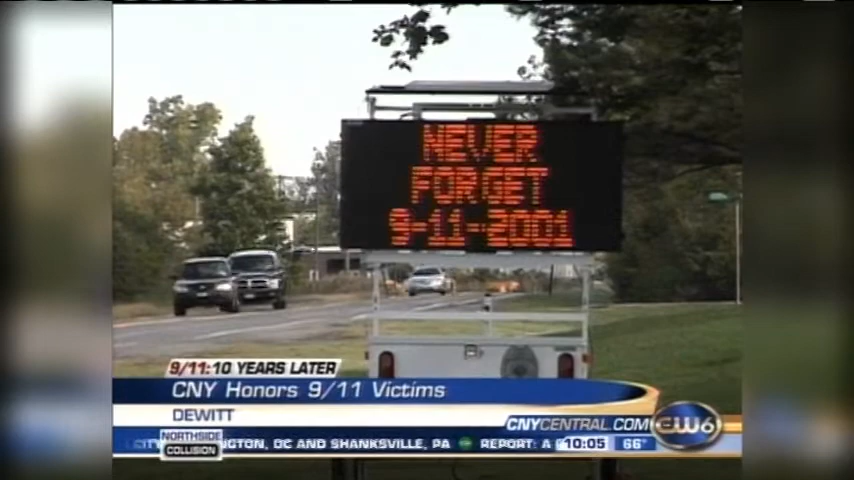 NEVER
FORGET
9-11-2001
9/11:10 YEARS LATER
CNY Honors 9/11 Victims
DEWITT
CNYCENTRAL.COM
CW6
NORTHSIDE
COLLISION
NGTON, DC AND SHANKSVILLE, PA REPORT: A
10:05 66°